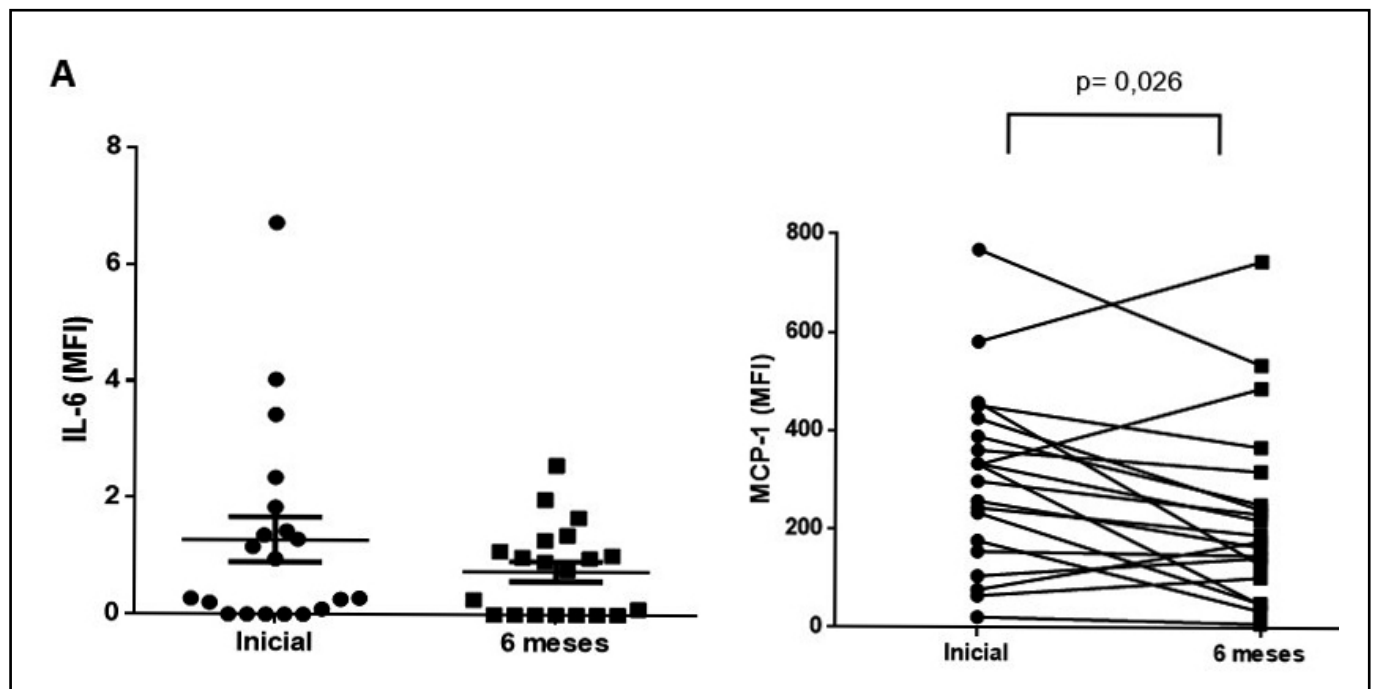 A
8
6
4
2
0
IL-6 (MFI)
Inicial
6 meses
p= 0,026
800
600
400
200
0
MCP-1 (MFI)
Inicial
6 meses